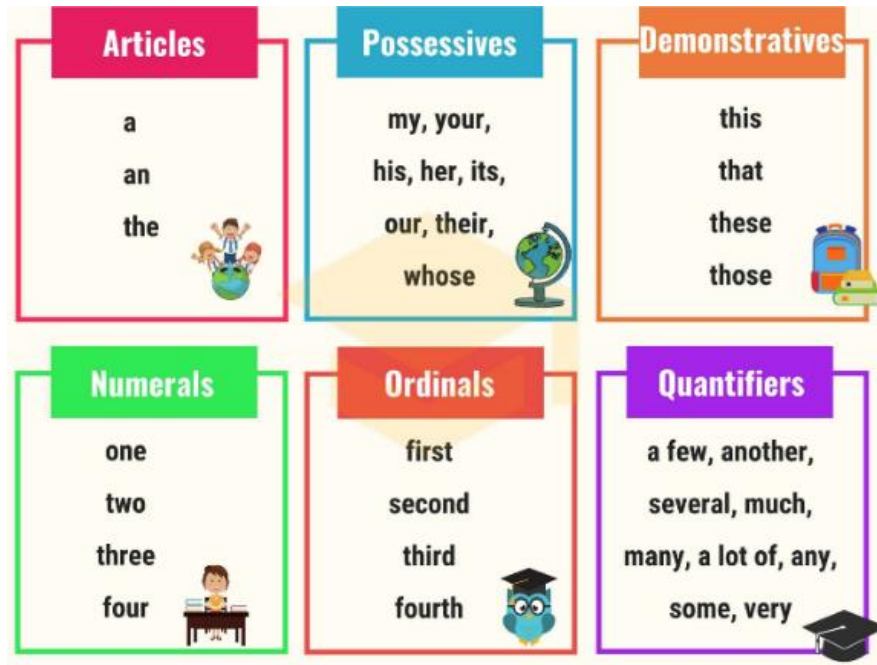 Articles
a
an
the
Possessives
my, your,
his, her, its,
our, their,
whose
Demonstratives
this
that
these
those
Numerals
one
two
three
four
Ordinals
first
second
third
fourth
Quantifiers
a few, another,
several, much,
many, a lot of, any,
some, very